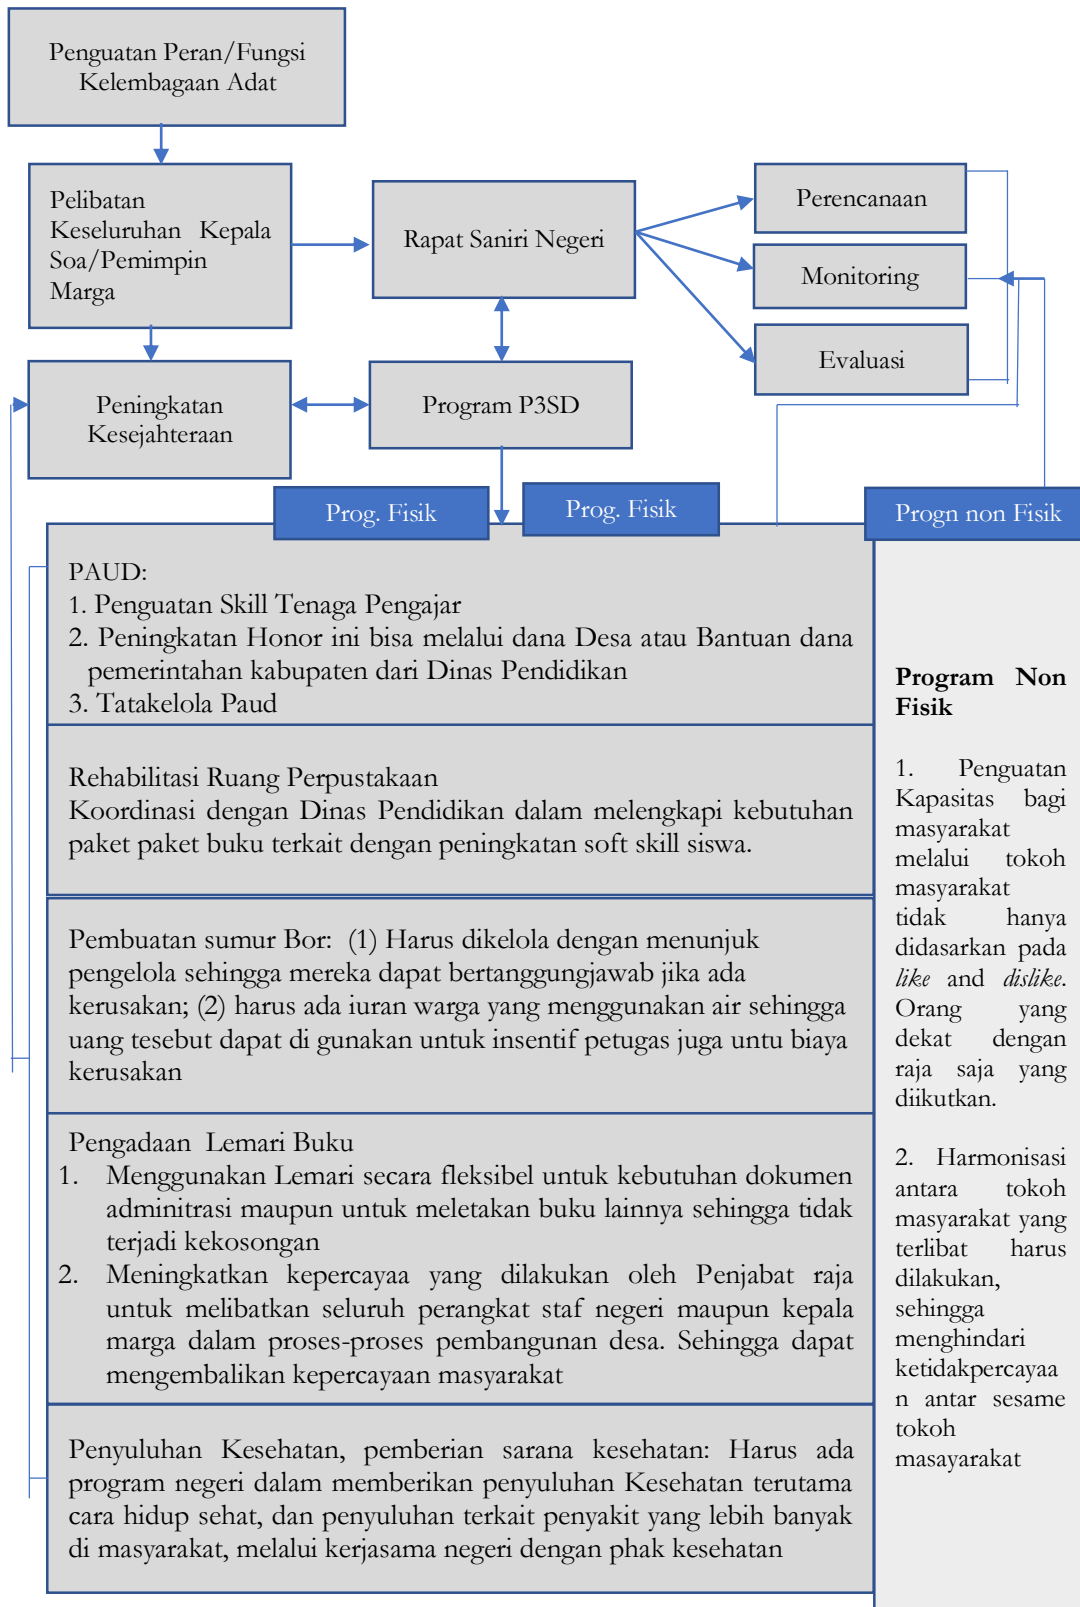 Penguatan Peran/Fungsi
Kelembagaan Adat
Pelibatan
Keseluruhan Kepala
Soa/Pemimpin
Marga
Rapat Saniri Negeri
Perencanaan
Monitoring
Evaluasi
Peningkatan
Kesejahteraan
Program P3SD
Prog. Fisik
Prog. Fisik
Progn non Fisik
PAUD:
1. Penguatan Skill Tenaga Pengajar
2. Peningkatan Honor ini bisa melalui dana Desa atau Bantuan dana
pemerintahan kabupaten dari Dinas Pendidikan
3. Tatakelola Paud
Rehabilitasi Ruang Perpustakaan
Koordinasi dengan Dinas Pendidikan dalam melengkapi kebutuhan
paket paket buku terkait dengan peningkatan soft skill siswa.
Pembuatan sumur Bor: (1) Harus dikelola dengan menunjuk
pengelola sehingga mereka dapat bertanggungjawab jika ada
kerusakan; (2) harus ada iuran warga yang menggunakan air sehingga
uang tesebut dapat di gunakan untuk insentif petugas juga untu biaya
kerusakan
Pengadaan Lemari Buku
1. Menggunakan Lemari secara fleksibel untuk kebutuhan dokumen
adminitrasi maupun untuk meletakan buku lainnya sehingga tidak
terjadi kekosongan
2. Meningkatkan kepercayaa yang dilakukan oleh Penjabat raja
untuk melibatkan seluruh perangkat staf negeri maupun kepala
marga dalam proses-proses pembangunan desa. Sehingga dapat
mengembalikan kepercayaan masyarakat
Penyuluhan Kesehatan, pemberian sarana kesehatan: Harus ada
program negeri dalam memberikan penyuluhan Kesehatan terutama
cara hidup sehat, dan penyuluhan terkait penyakit yang lebih banyak
di masyarakat, melalui kerjasama negeri dengan phak kesehatan
Program Non
Fisik
1. Penguatan
Kapasitas bagi
masyarakat
melalui tokoh
masyarakat
tidak hanya
didasarkan pada
like and dislike.
Orang yang
dekat dengan
raja saja yang
diikutkan.
2. Harmonisasi
antara tokoh
masyarakat yang
terlibat harus
dilakukan,
sehingga
menghindari
ketidakpercayaa
n antar sesame
tokoh
masayarakat